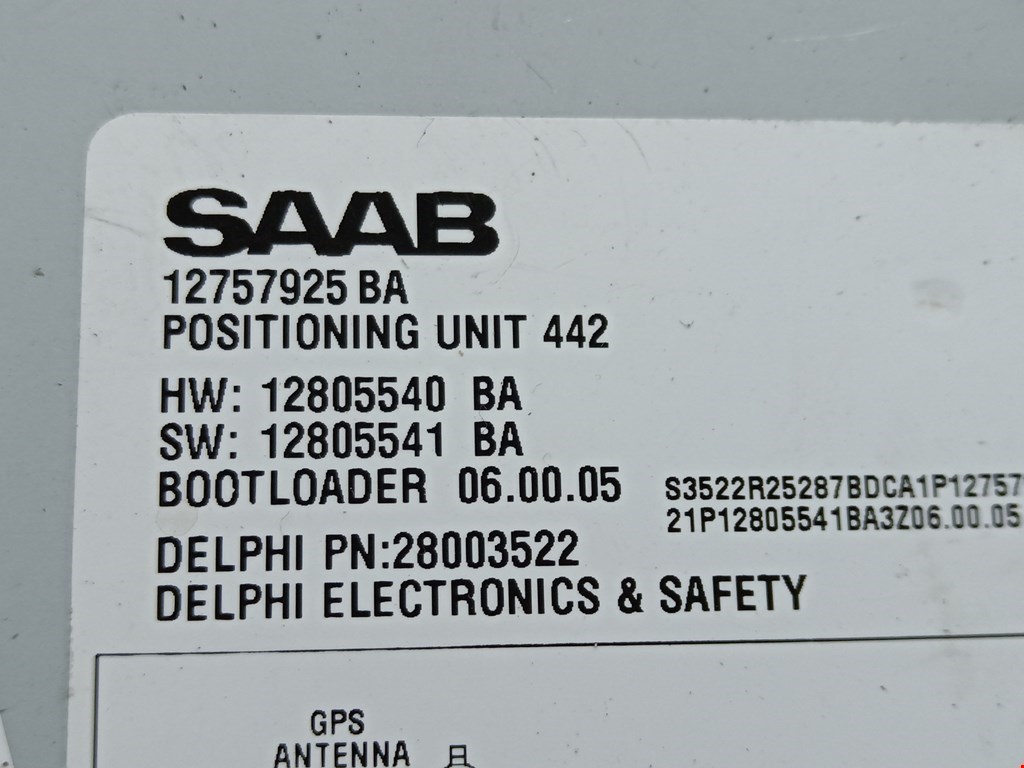 SAAB
12757925 BA
POSITIONING UNIT 442
HW: 12805540 BA
SW: 12805541 BA
BOOTLOADER 06.00.05
S3522R25287BDCA1P12757
21P12805541BA3Z06.00.05
DELPHI PN:28003522
DELPHI ELECTRONICS & SAFETY
GPS
ANTENNA